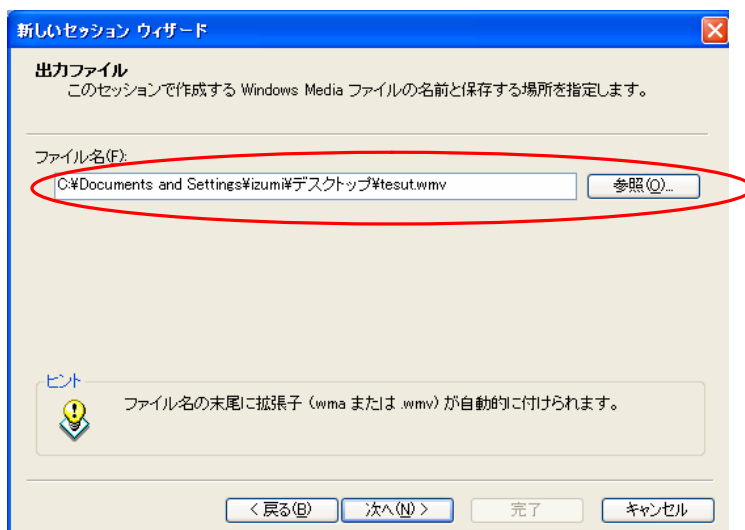 新しいセッション ウィザード
出力ファイル
このセッションで作成する Windows Media ファイルの名前と保存する場所を指定します。
ファイル名(F):
C:¥Documents and Settings¥izumi¥デスクトップ¥tesut.wmv
参照(O)...
ヒント
ファイル名の末尾に拡張子 (wma または .wmv) が自動的に付けられます。
< 戻る(B)
次へ(N) >
完了
キャンセル